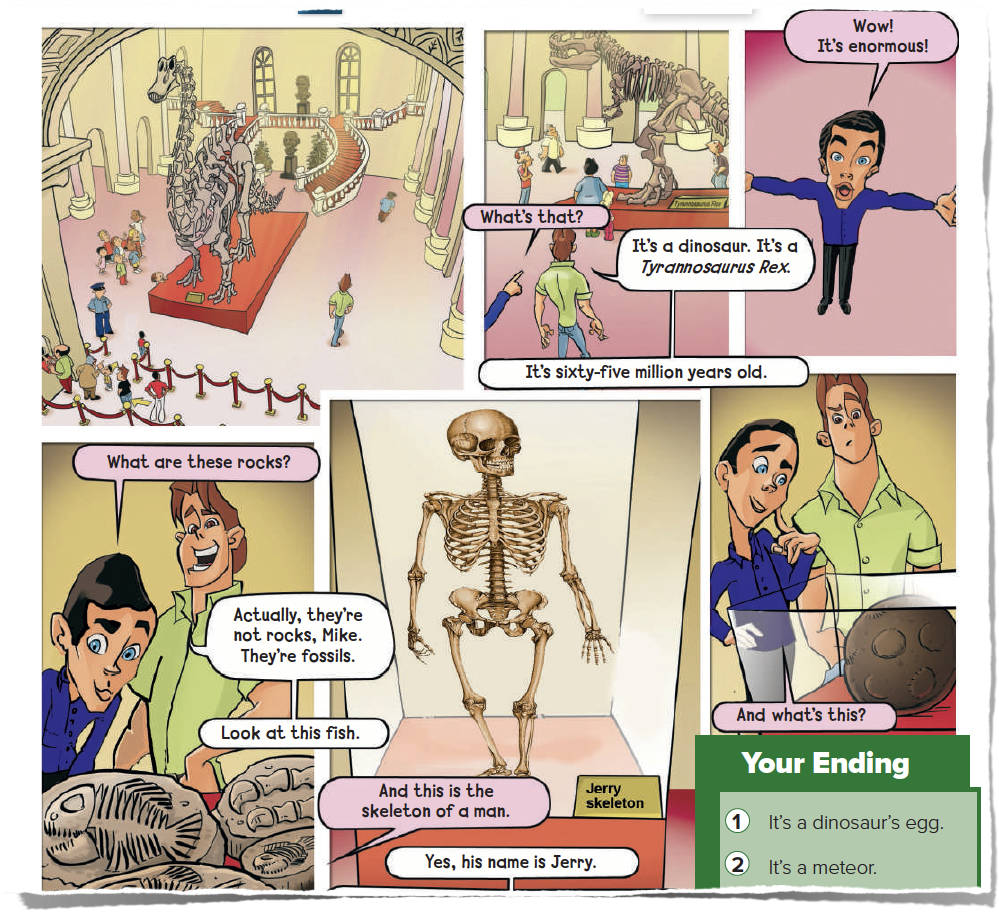 What's that?
Tyrannosaurus Rex
It's a dinosaur. It's a
Tyrannosaurus Rex.
It's sixty-five million years old.
Wow!
It's enormous!
What are these rocks?
Actually, they're
not rocks, Mike.
They're fossils.
Look at this fish.
Jerry
skeleton
And this is the
skeleton of a man.
Yes, his name is Jerry.
And what's this?
Your Ending
1 It's a dinosaur's egg.
2 It's a meteor.